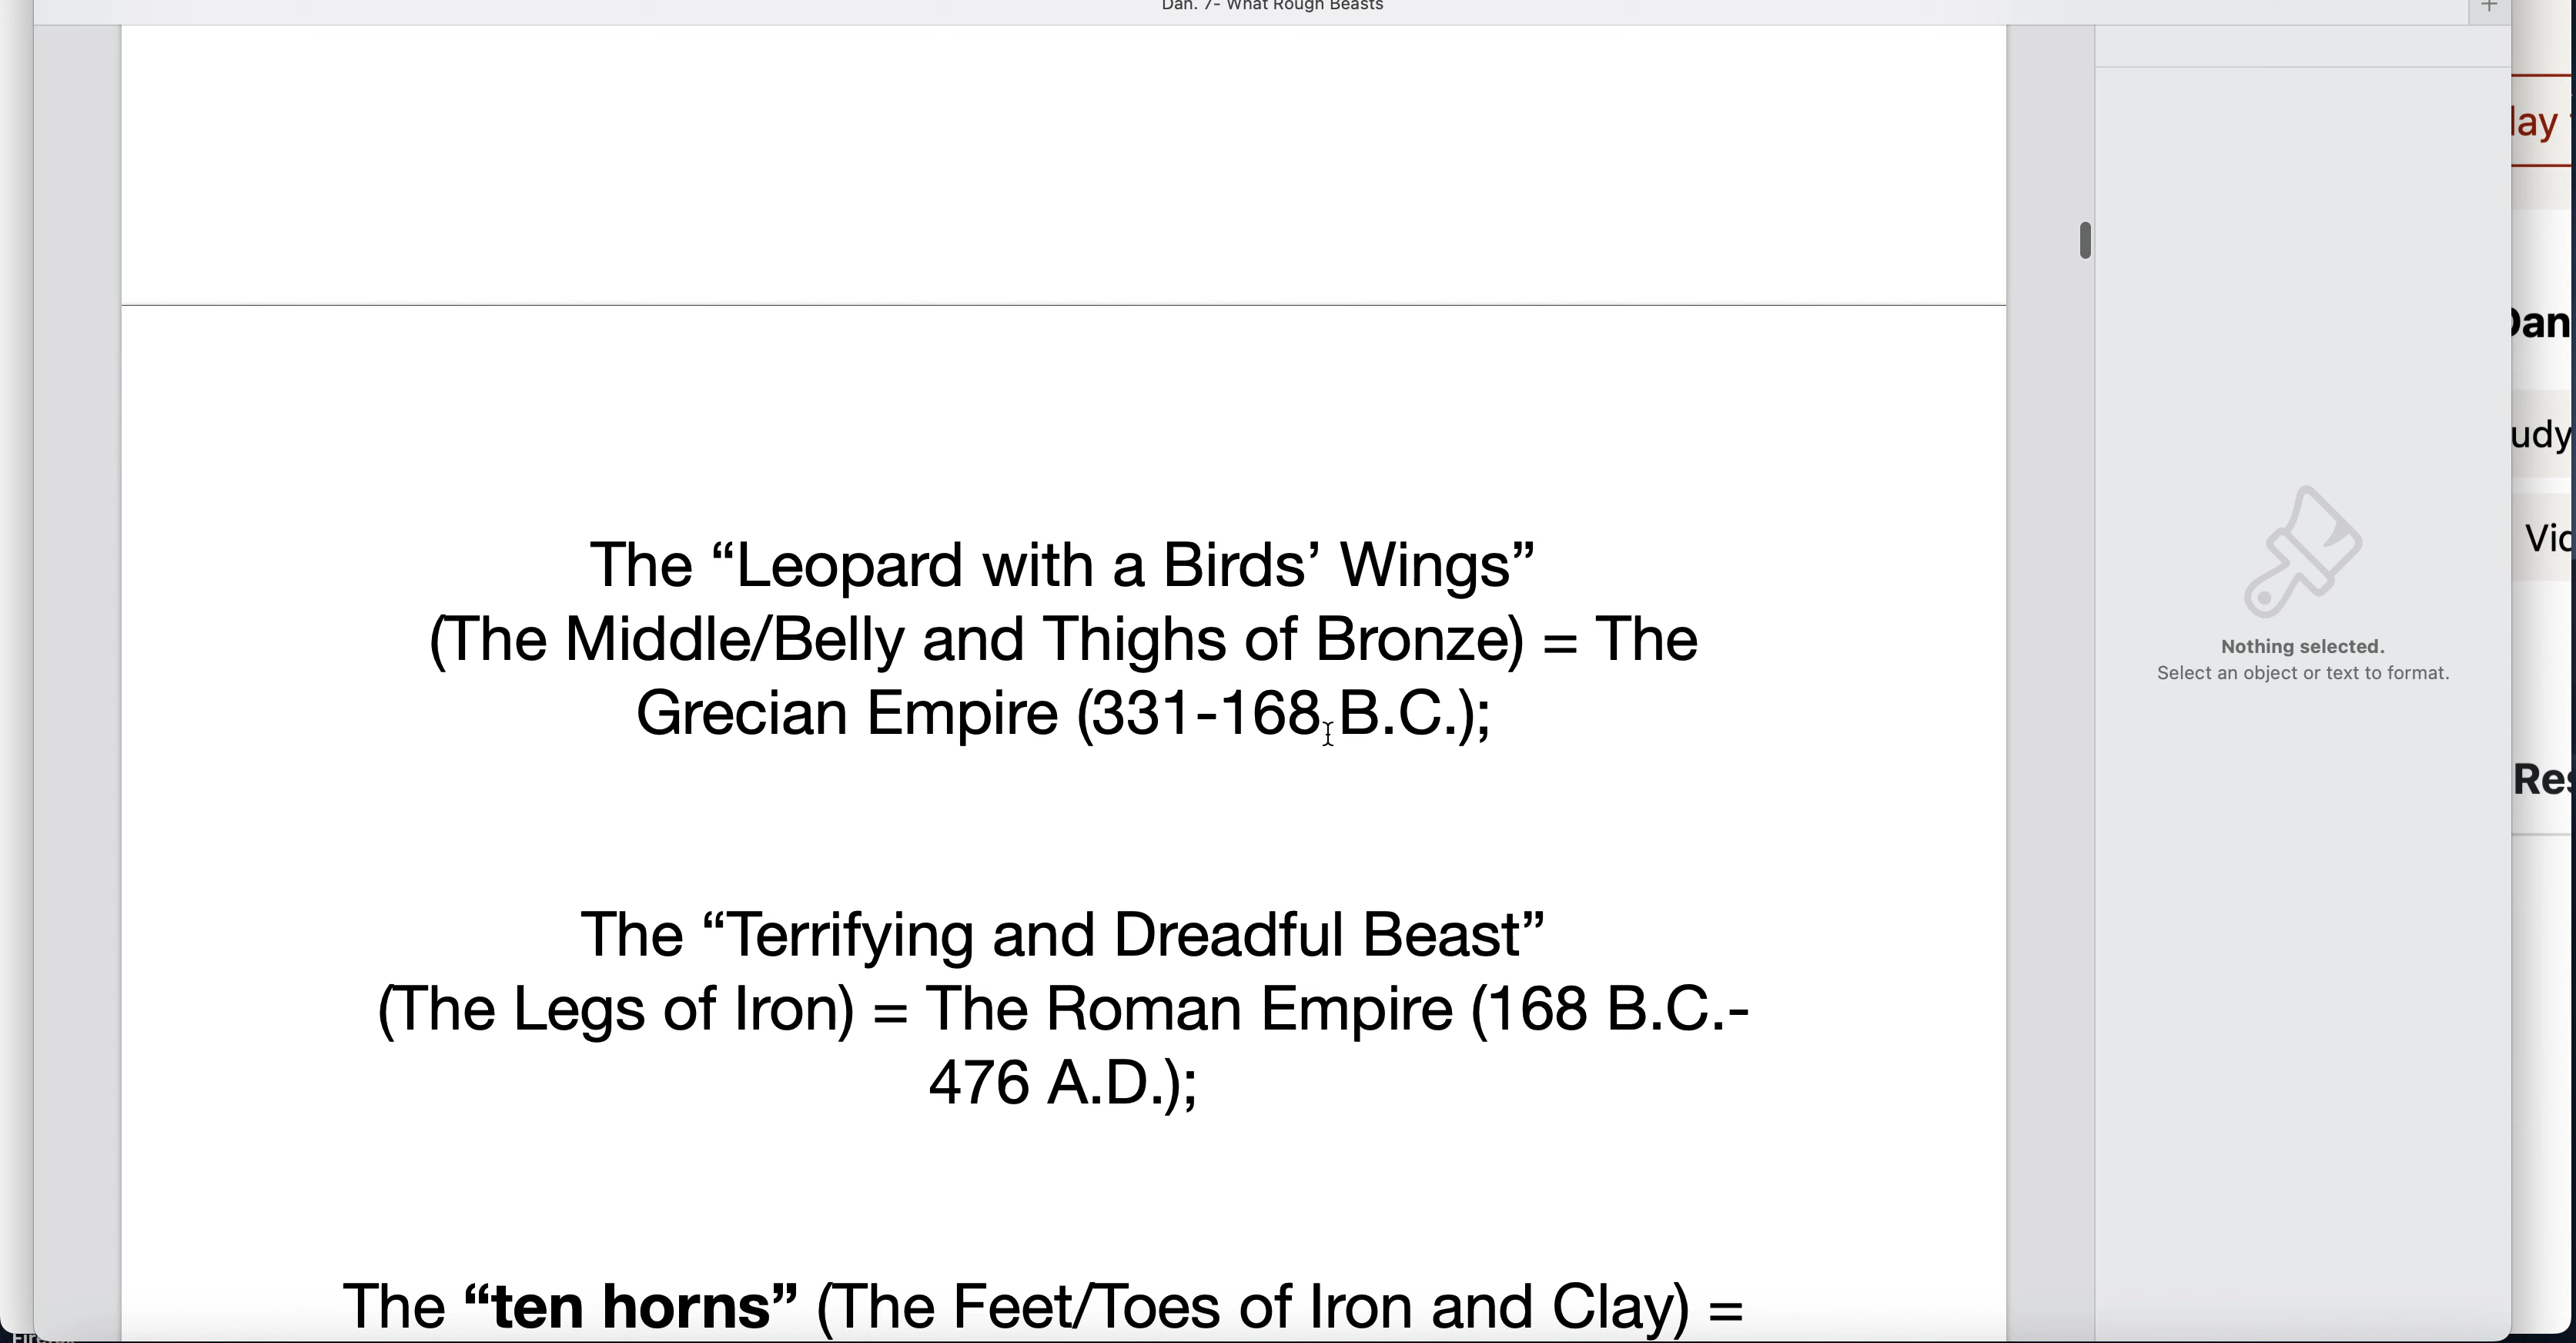 Dan. 7- What Rough Beasts
The “Leopard with a Birds’ Wings”
(The Middle/Belly and Thighs of Bronze) = The
Grecian Empire (331-168 B.C.);
The “Terrifying and Dreadful Beast”
(The Legs of Iron) = The Roman Empire (168 B.C.-
476 A.D.);
The “ten horns” (The Feet/Toes of Iron and Clay) =
Nothing selected.
Select an object or text to format.
lay
Dan
udy
Vid
Res